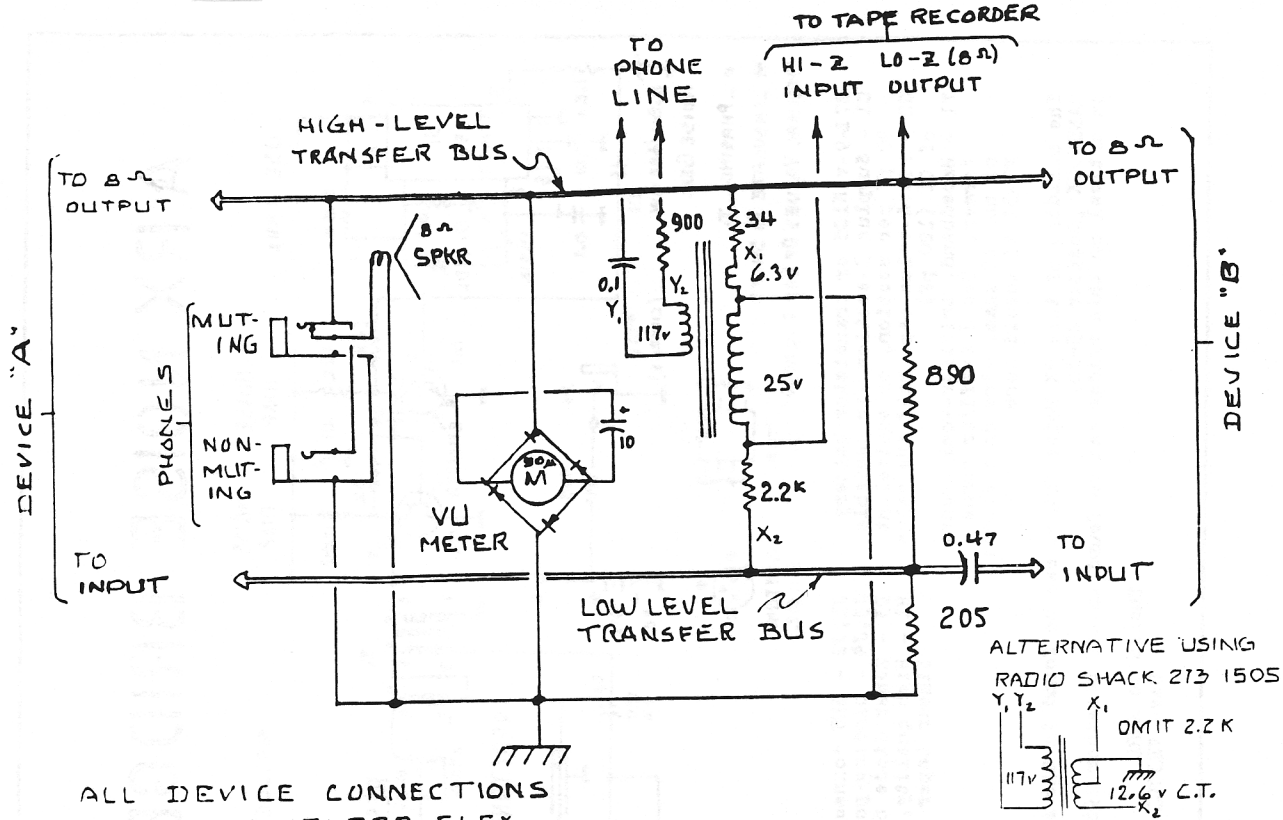 TO TAPE RECORDER
HI-Z LO-Z (8Ω)
INPUT OUTPUT
TO
PHONE
LINE
HIGH-LEVEL
TRANSFER BUS
TO 8Ω
OUTPUT
TO 8Ω
OUTPUT
8Ω
SPKR
900
34
X₁
6.3V
0.1
Y₁
Y₂
117V
25V
890
DEVICE "A"
DEVICE "B"
PHONES
MUT-
ING
NON-
MUT-
ING
+
10
50μ
M
VU
METER
2.2K
X₂
0.47
TO
INPUT
TO
INPUT
LOW LEVEL
TRANSFER BUS
205
ALTERNATIVE USING
RADIO SHACK 273 1505
Y₁ Y₂ X₁
OMIT 2.2 K
117V
12.6 V C.T.
X₂
ALL DEVICE CONNECTIONS